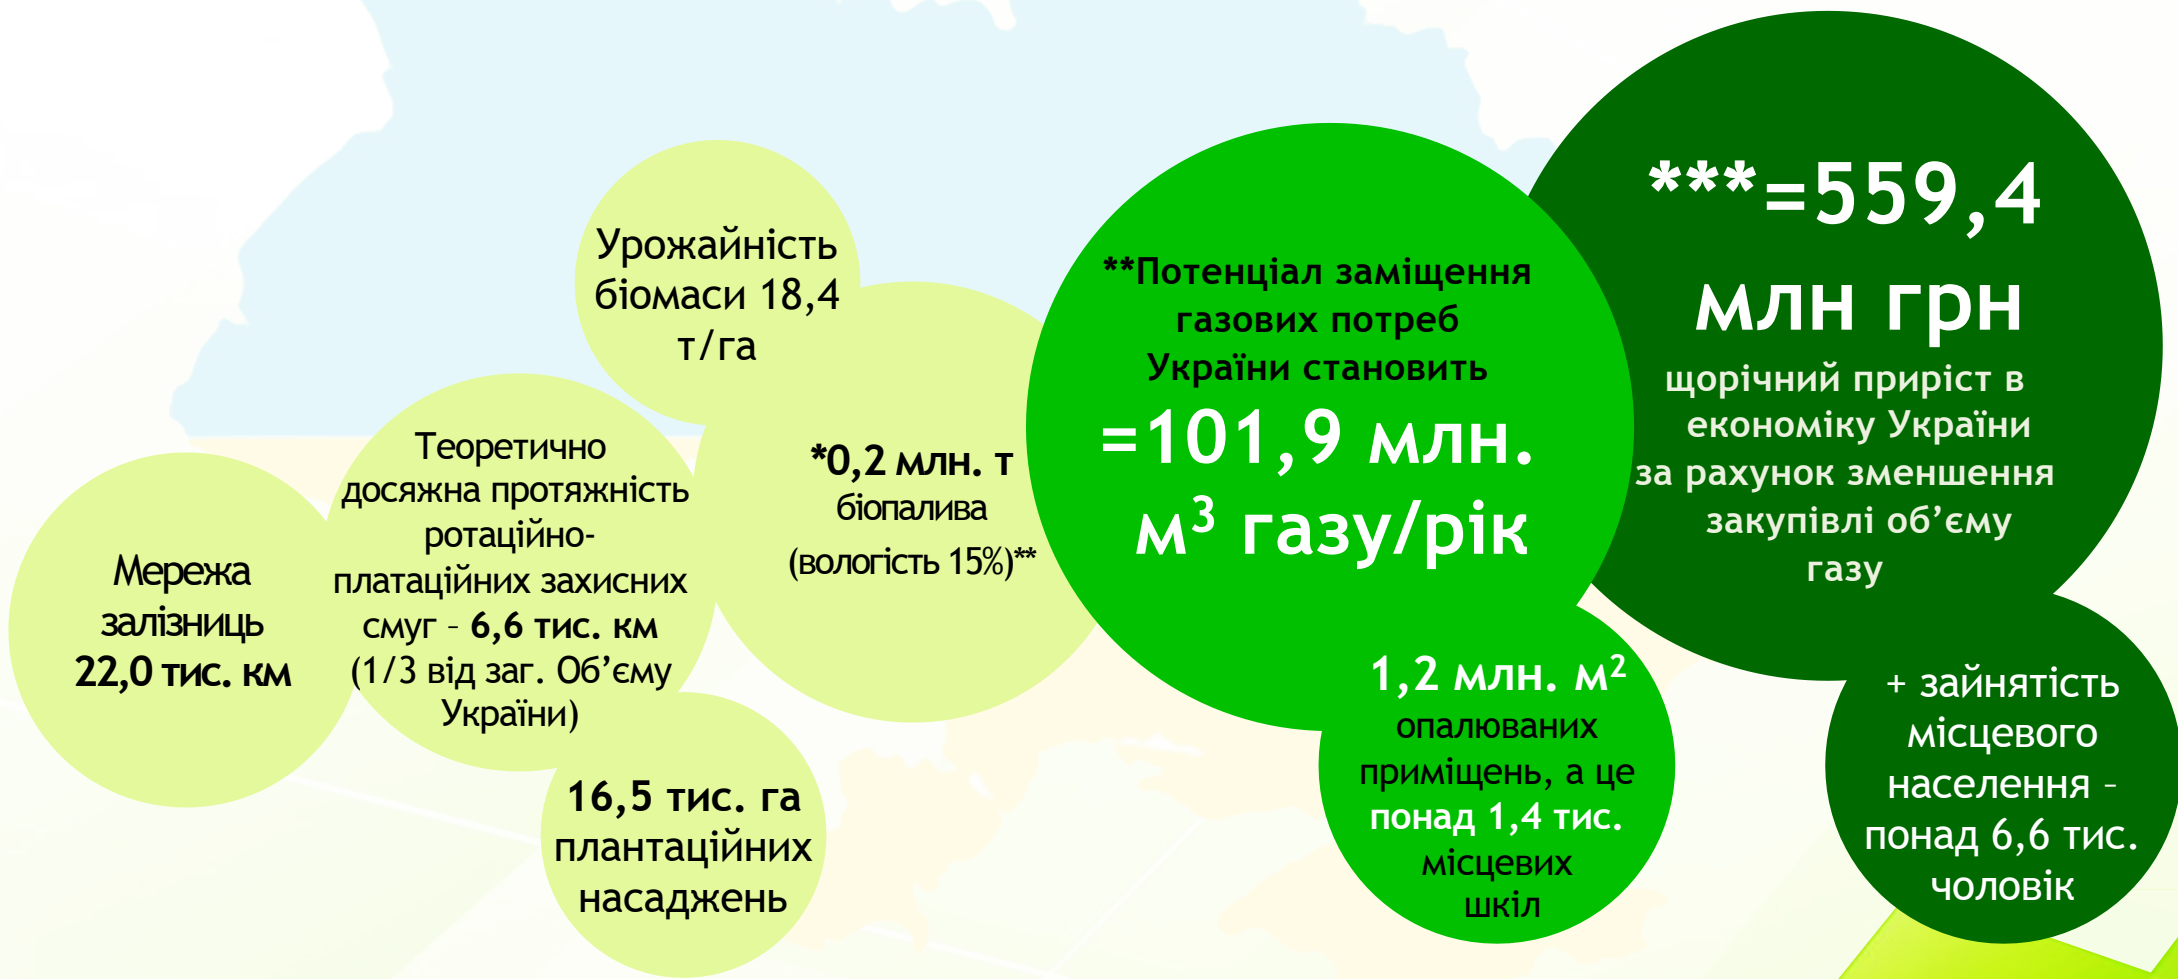 Мережа
залізниць
22,0 тис. км
Теоретично
досяжна протяжність
ротаційно-
платаційних захисних
смуг – 6,6 тис. км
(1/3 від заг. Об’єму
України)
Урожайність
біомаси 18,4
т/га
16,5 тис. га
плантаційних
насаджень
*0,2 млн. т
біопалива
(вологість 15%)**
**Потенціал заміщення
газових потреб
України становить
=101,9 млн.
м³ газу/рік
1,2 млн. м²
опалюваних
приміщень, а це
понад 1,4 тис.
місцевих
шкіл
***=559,4
млн грн
щорічний приріст в
економіку України
за рахунок зменшення
закупівлі об’єму
газу
+ зайнятість
місцевого
населення –
понад 6,6 тис.
чоловік